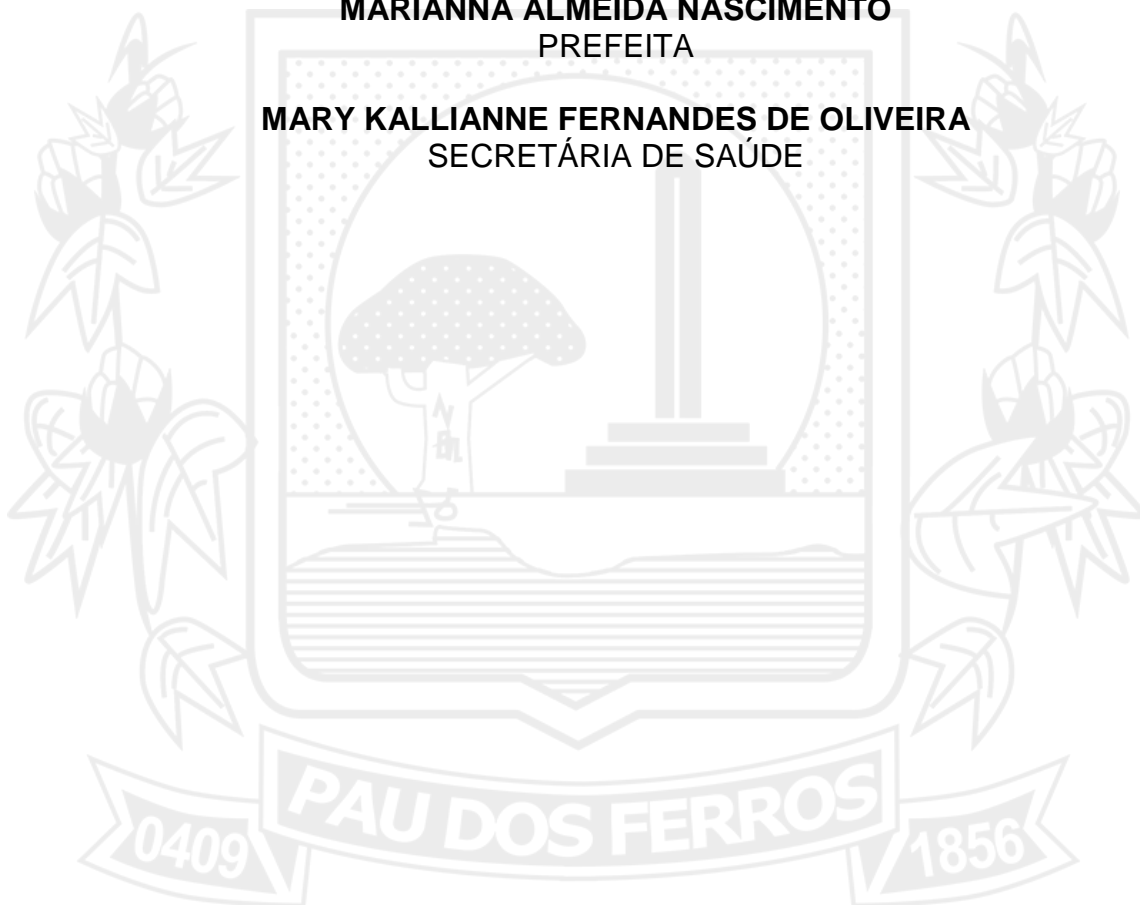 MARIANNA ALMEIDA NASCIMENTO
PREFEITA
MARY KALLIANNE FERNANDES DE OLIVEIRA
SECRETÁRIA DE SAÚDE
PAU DOS FERROS
0409
1856